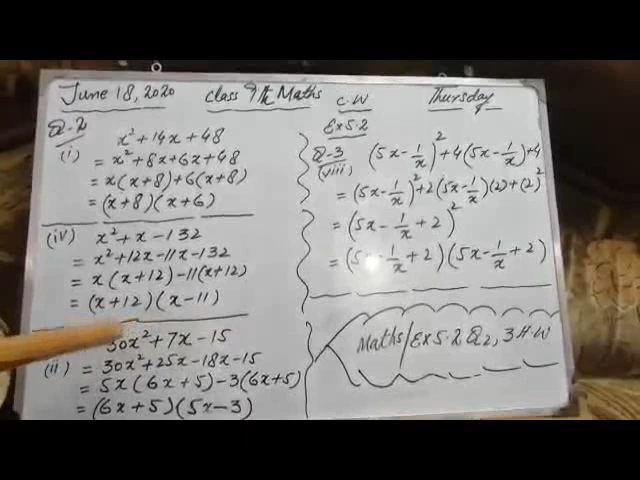 June 18, 2020 Class 9th Maths C.W Thursday
Q.2
x² + 14x + 48
(i) = x² + 8x + 6x + 48
= x(x+8) + 6(x+8)
= (x+8)(x+6)
(iv) x² + x - 132
= x² + 12x - 11x - 132
= x(x+12) - 11(x+12)
= (x+12)(x-11)
30x² + 7x - 15
(ii) = 30x² + 25x - 18x - 15
= 5x(6x+5) - 3(6x+5)
= (6x+5)(5x-3)
Ex 5.2
Q-3 (5x - 1/x)² + 4(5x - 1/x) + 4
(viii) = (5x - 1/x)² + 2(5x - 1/x)(2) + (2)²
= (5x - 1/x + 2)²
= (5x - 1/x + 2)(5x - 1/x + 2)
Maths/Ex 5.2 Q2, 3 H.W